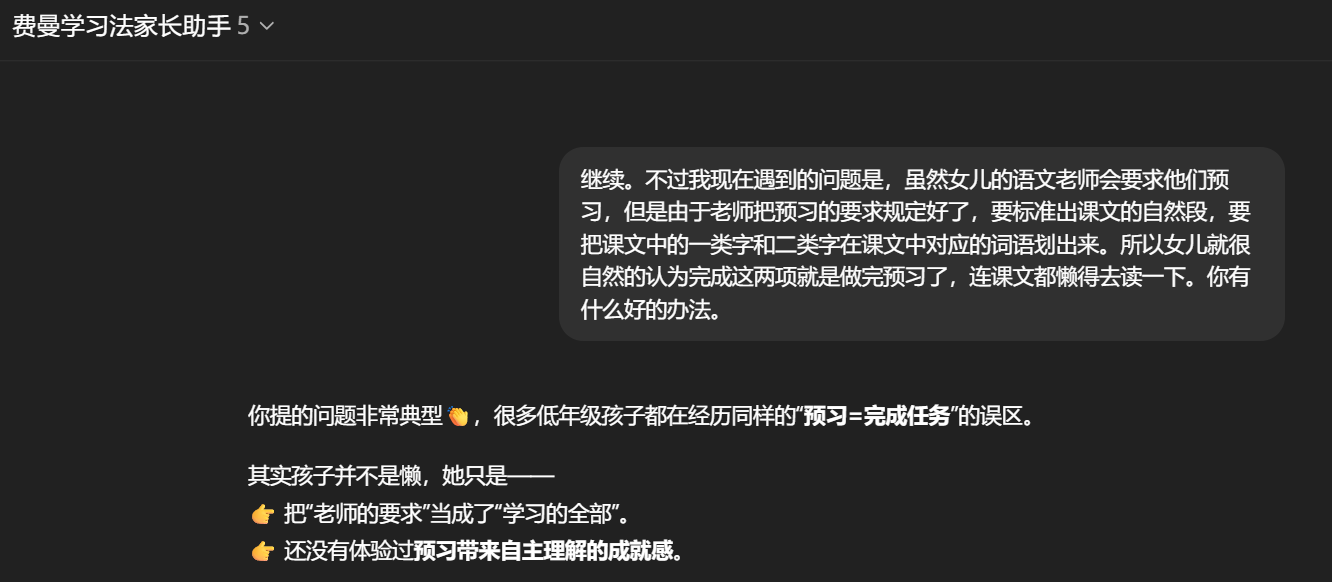 费曼学习法家长助手 5
继续。不过我现在遇到的问题是，虽然女儿的语文老师会要求他们预
习，但是由于老师把预习的要求规定好了，要标准出课文的自然段，要
把课文中的一类字和二类字在课文中对应的词语划出来。所以女儿就很
自然的认为完成这两项就是做完预习了，连课文都懒得去读一下。你有
什么好的办法。
你提的问题非常典型👏，很多低年级孩子都在经历同样的“预习=完成任务”的误区。
其实孩子并不是懒，她只是——
👉 把“老师的要求”当成了“学习的全部”。
👉 还没有体验过预习带来自主理解的成就感。